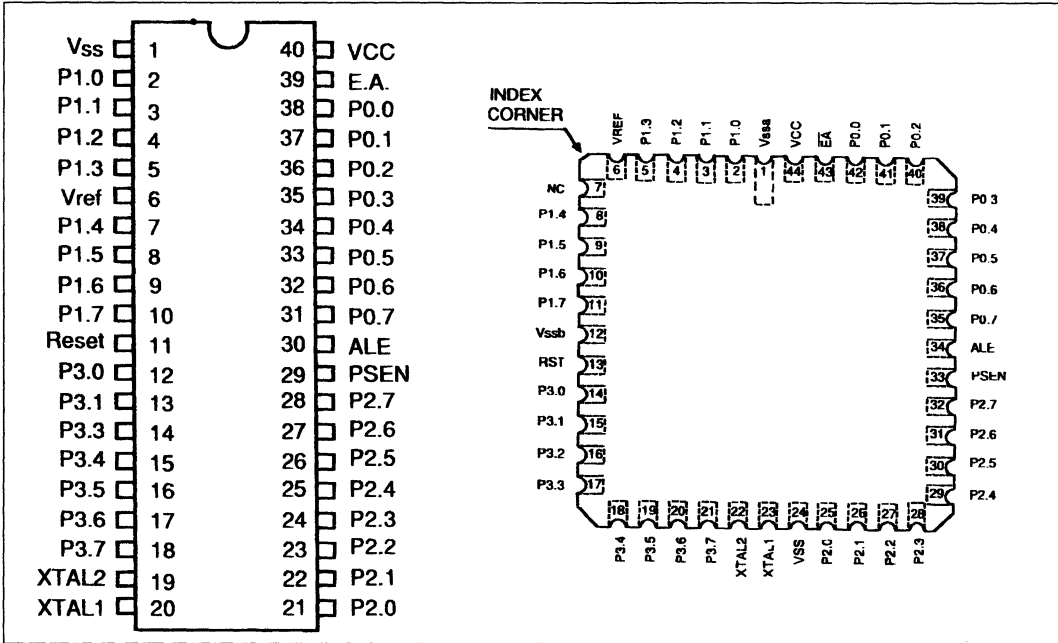 Vss 1 40 VCC
P1.0 2 39 E.A.
P1.1 3 38 P0.0
P1.2 4 37 P0.1
P1.3 5 36 P0.2
Vref 6 35 P0.3
P1.4 7 34 P0.4
P1.5 8 33 P0.5
P1.6 9 32 P0.6
P1.7 10 31 P0.7
Reset 11 30 ALE
P3.0 12 29 PSEN
P3.1 13 28 P2.7
P3.3 14 27 P2.6
P3.4 15 26 P2.5
P3.5 16 25 P2.4
P3.6 17 24 P2.3
P3.7 18 23 P2.2
XTAL2 19 22 P2.1
XTAL1 20 21 P2.0
INDEX
CORNER
VREF P1.3 P1.2 P1.1 P1.0 Vssa VCC EA P0.0 P0.1 P0.2
6 5 4 3 2 1 44 43 42 41 40
NC 7 39 P0.3
P1.4 8 38 P0.4
P1.5 9 37 P0.5
P1.6 10 36 P0.6
P1.7 11 35 P0.7
Vssb 12 34 ALE
RST 13 33 PSEN
P3.0 14 32 P2.7
P3.1 15 31 P2.6
P3.2 16 30 P2.5
P3.3 17 29 P2.4
18 19 20 21 22 23 24 25 26 27 28
P3.4 P3.5 P3.6 P3.7 XTAL2 XTAL1 VSS P2.0 P2.1 P2.2 P2.3